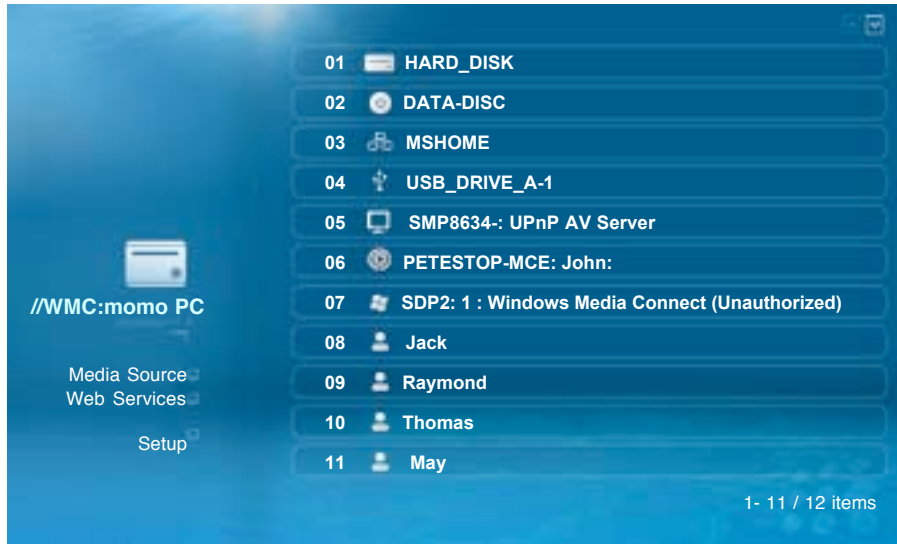 01 HARD_DISK
02 DATA-DISC
03 MSHOME
04 USB_DRIVE_A-1
05 SMP8634-: UPnP AV Server
06 PETESTOP-MCE: John:
07 SDP2: 1 : Windows Media Connect (Unauthorized)
08 Jack
09 Raymond
10 Thomas
11 May
//WMC:momo PC
Media Source
Web Services
Setup
1- 11 / 12 items